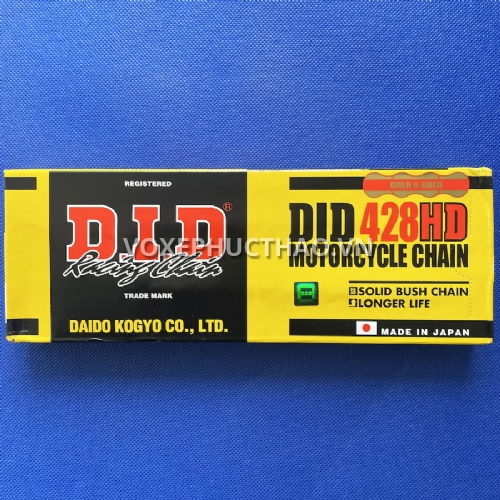 REGISTERED
D.I.D®
Racing Chain
TRADE MARK
DAIDO KOGYO CO., LTD.
GOLD & GOLD
DID 428HD
MOTORCYCLE CHAIN
SOLID BUSH CHAIN
LONGER LIFE
MADE IN JAPAN
VOXEPHUCTHAO.VN